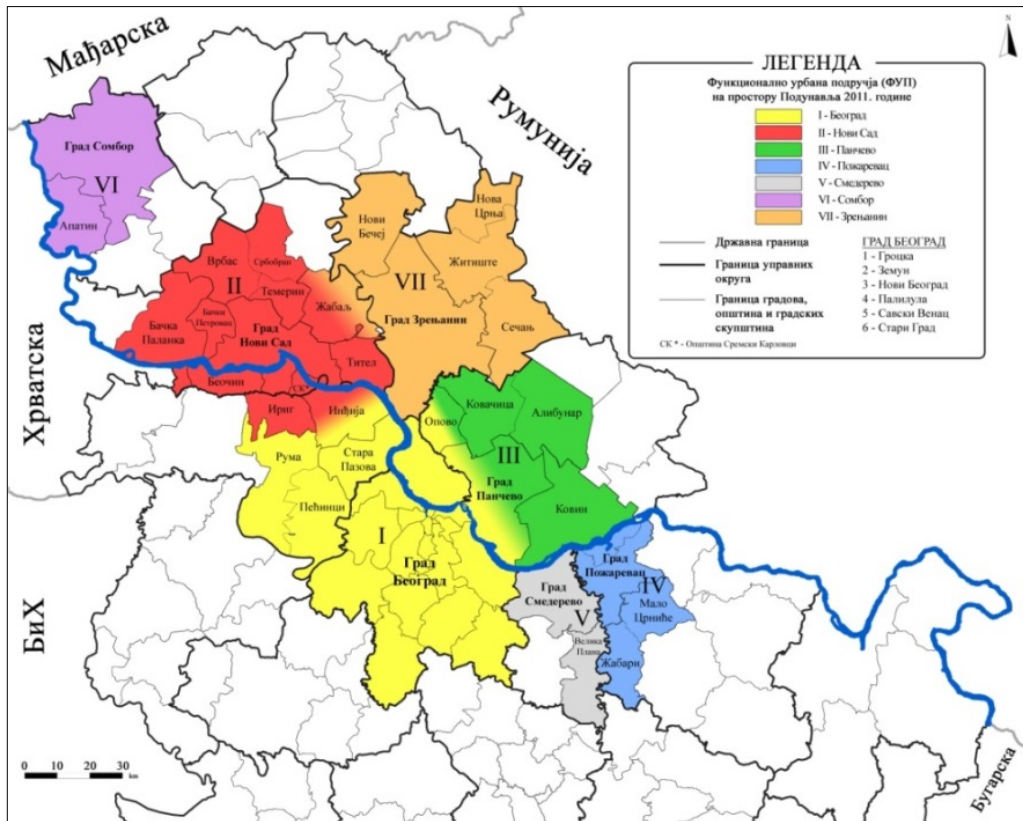 Мађарска
Румунија
Хрватска
БиХ
Бугарска
N
ЛЕГЕНДА
Функционално урбана подручја (ФУП)
на простору Подунавља 2011. године
I - Београд
II - Нови Сад
III - Панчево
IV - Пожаревац
V - Смедерево
VI - Сомбор
VII - Зрењанин
Државна граница
Граница управних
округа
Граница градова,
општина и градских
скупштина
СК * - Општина Сремски Карловци
ГРАД БЕОГРАД
1 - Гроцка
2 - Земун
3 - Нови Београд
4 - Палилула
5 - Савски Венац
6 - Стари Град
Град Сомбор
VI
Апатин
Врбас
Србобран
II
Темерин
Жабаљ
Бачка
Паланка
Бачки
Петровац
Град
Нови Сад
Тител
Беочин
СК*
Ириг
Инђија
Нови
Бечеј
Нова
Црња
VII
Житиште
Град Зрењанин
Сечањ
Опово
Ковачица
Алибунар
III
Град
Панчево
Ковин
Рума
Стара
Пазова
Пећинци
I
Град
Београд
Град
Смедерево
V
Велика
Плана
Град
Пожаревац
IV
Мало
Црниће
Жабари
0 10 20 30
км